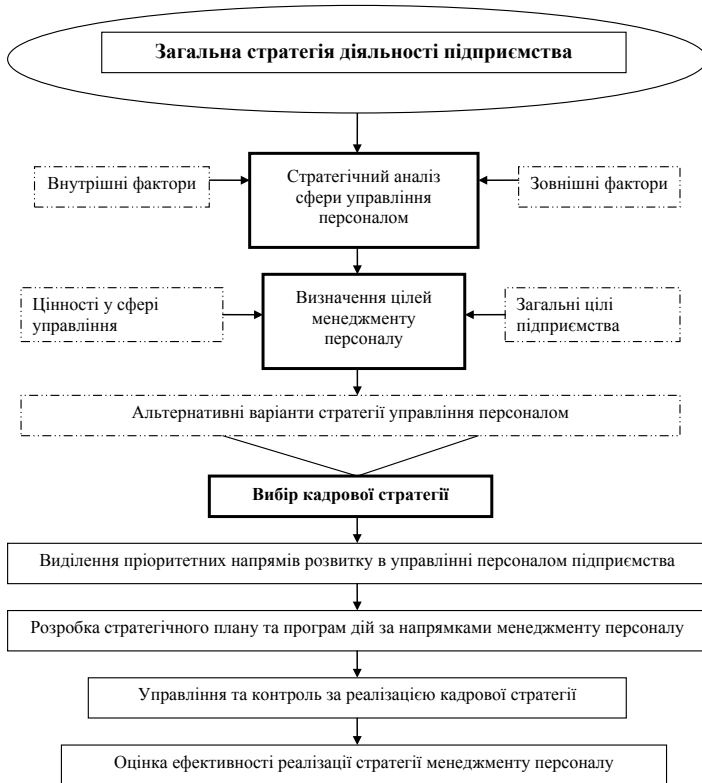 Загальна стратегія діяльності підприємства
Внутрішні фактори
Стратегічний аналіз
сфери управління
персоналом
Зовнішні фактори
Цінності у сфері
управління
Визначення цілей
менеджменту
персоналу
Загальні цілі
підприємства
Альтернативні варіанти стратегії управління персоналом
Вибір кадрової стратегії
Виділення пріоритетних напрямів розвитку в управлінні персоналом підприємства
Розробка стратегічного плану та програм дій за напрямками менеджменту персоналу
Управління та контроль за реалізацією кадрової стратегії
Оцінка ефективності реалізації стратегії менеджменту персоналу